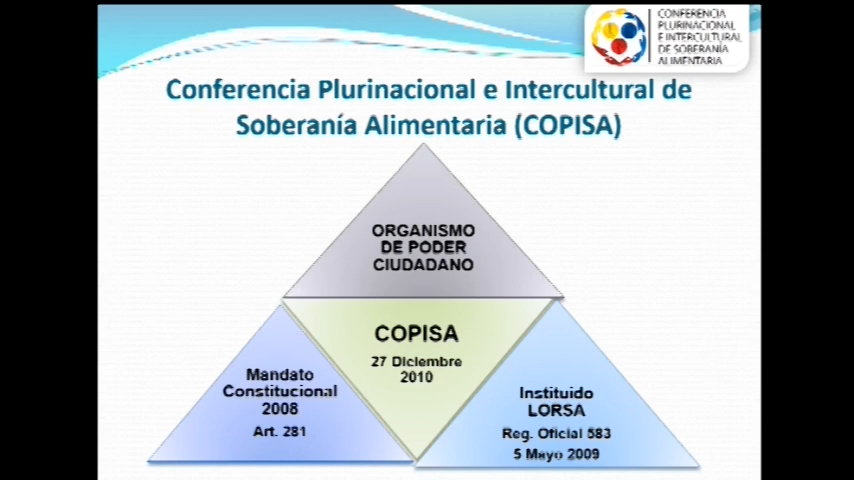 CONFERENCIA
PLURINACIONAL
E INTERCULTURAL
DE SOBERANÍA
ALIMENTARIA
Conferencia Plurinacional e Intercultural de
Soberanía Alimentaria (COPISA)
ORGANISMO
DE PODER
CIUDADANO
COPISA
27 Diciembre
2010
Mandato
Constitucional
2008
Art. 281
Instituido
LORSA
Reg. Oficial 583
5 Mayo 2009